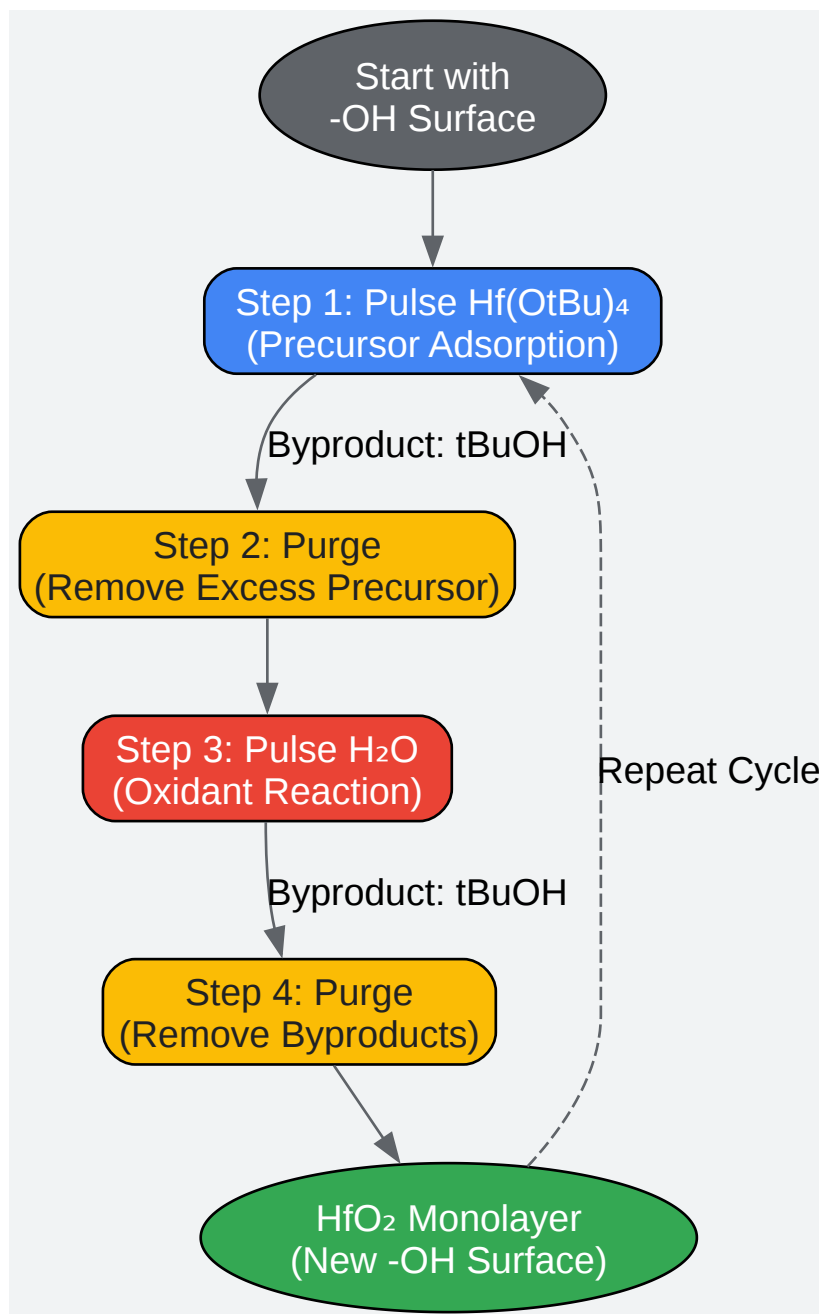 Start with
-OH Surface
Step 1: Pulse Hf(OtBu)₄
(Precursor Adsorption)
Byproduct: tBuOH
Step 2: Purge
(Remove Excess Precursor)
Step 3: Pulse H₂O
(Oxidant Reaction)
Repeat Cycle
Byproduct: tBuOH
Step 4: Purge
(Remove Byproducts)
HfO₂ Monolayer
(New -OH Surface)